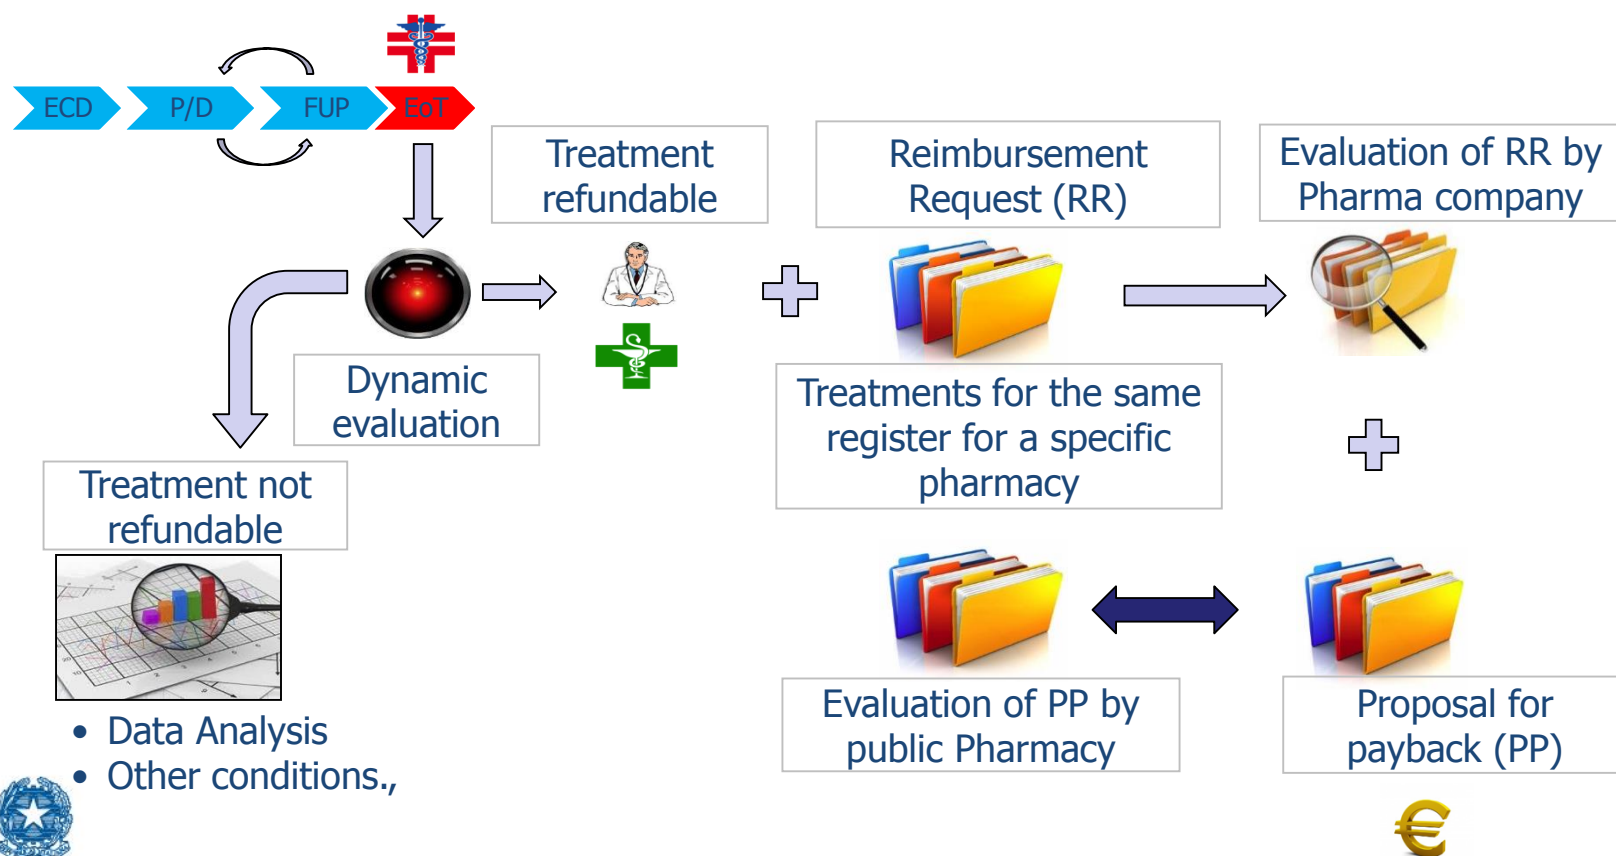 ECD
P/D
FUP
EoT
Treatment
refundable
Reimbursement
Request (RR)
Evaluation of RR by
Pharma company
Dynamic
evaluation
Treatments for the same
register for a specific
pharmacy
Treatment not
refundable
Evaluation of PP by
public Pharmacy
Proposal for
payback (PP)
• Data Analysis
• Other conditions.,
€